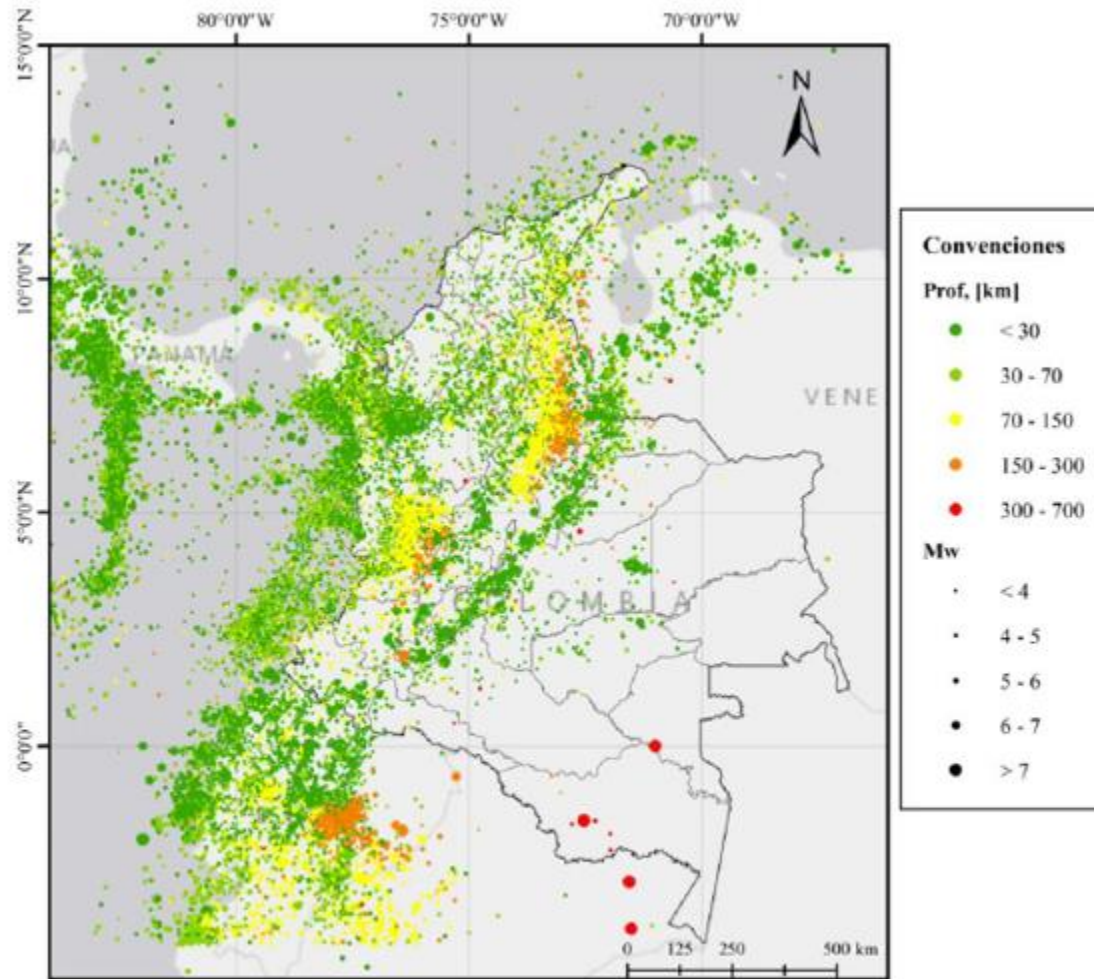 80°0'0"W 75°0'0"W 70°0'0"W
15°0'0"N
N
UA
10°0'0"N
PANAMÁ
VENE
5°0'0"N
COLOMBIA
0°0'0"
0 125 250 500 km
Convenciones
Prof, [km]
< 30
30 - 70
70 - 150
150 - 300
300 - 700
Mw
< 4
4 - 5
5 - 6
6 - 7
> 7